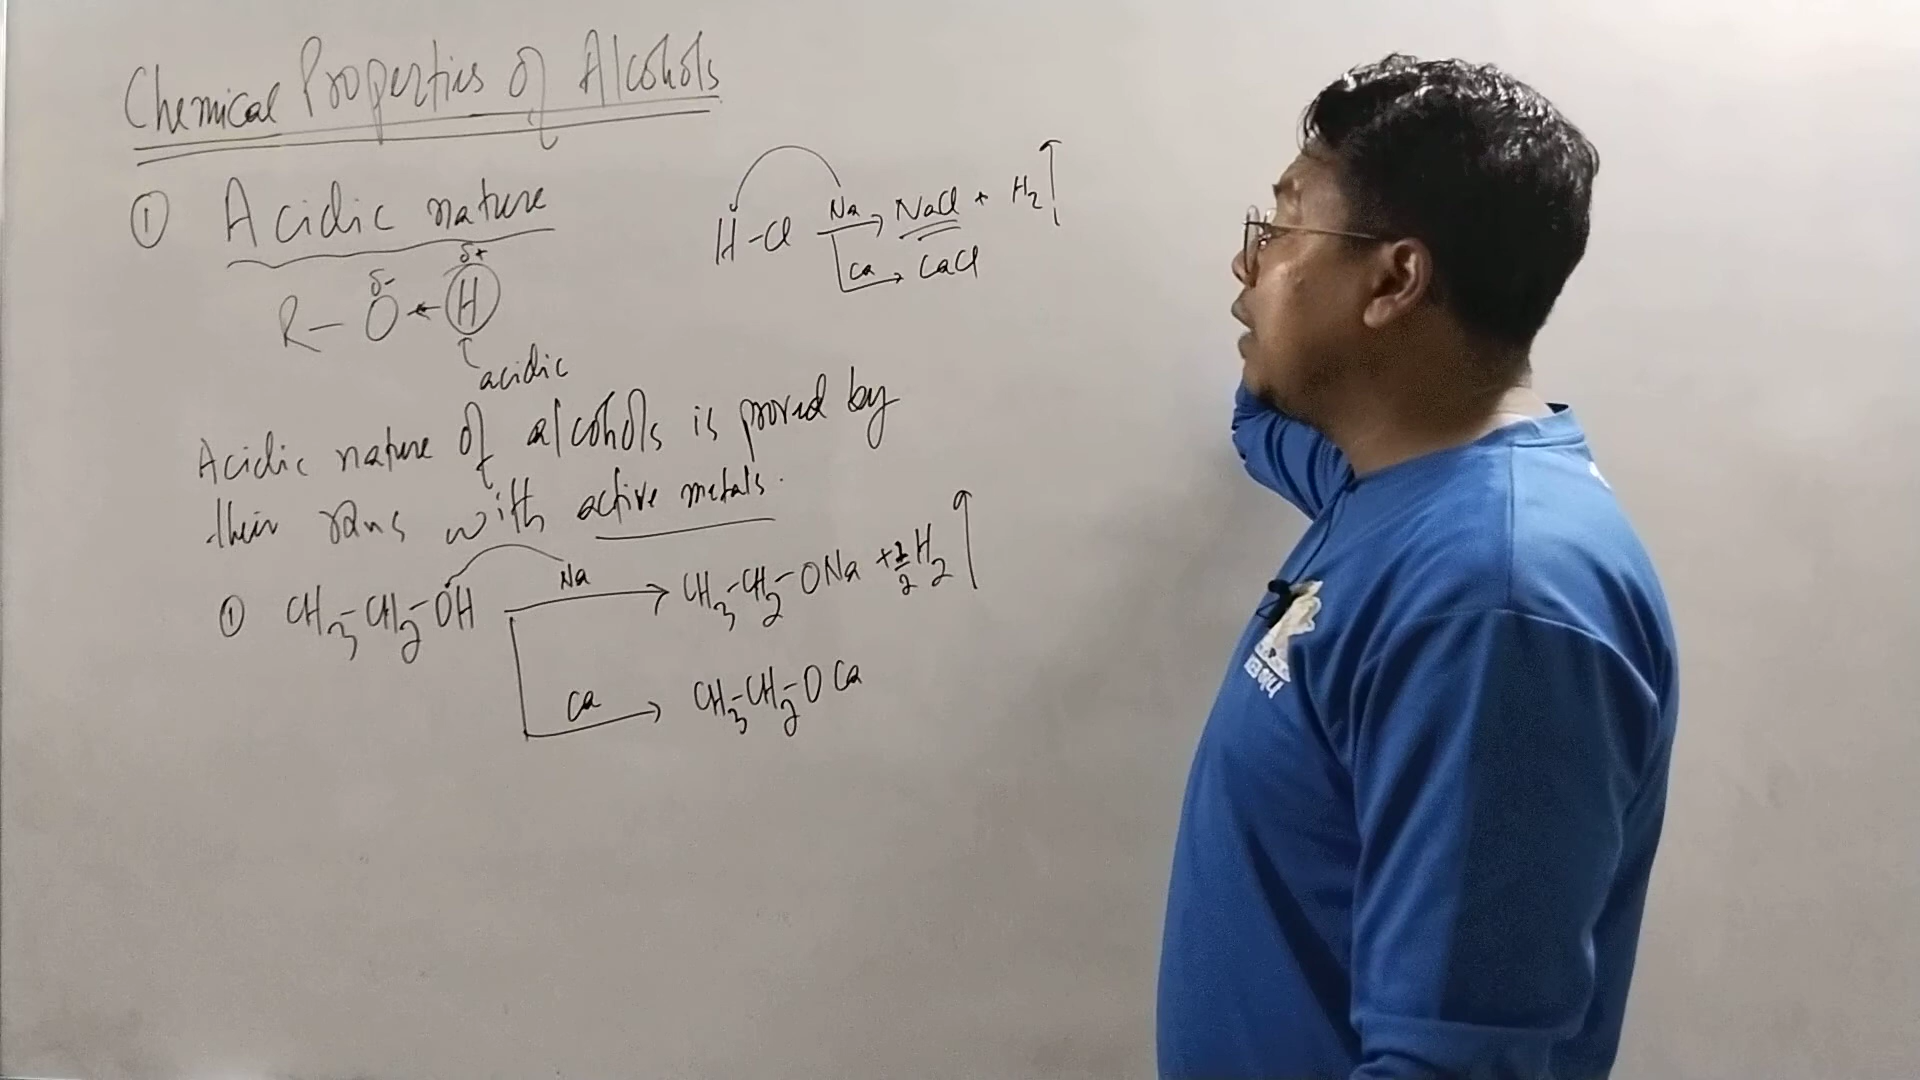 Chemical Properties of Alcohols
① Acidic nature
R – O δ- ← H δ+
↑ acidic
H-Cl Na → NaCl + H2 ↑
Ca → CaCl
Acidic nature of alcohols is proved by
their rxns with active metals.
① CH3-CH2-OH Na → CH3-CH2-ONa + 1/2 H2 ↑
Ca → CH3-CH2-O Ca